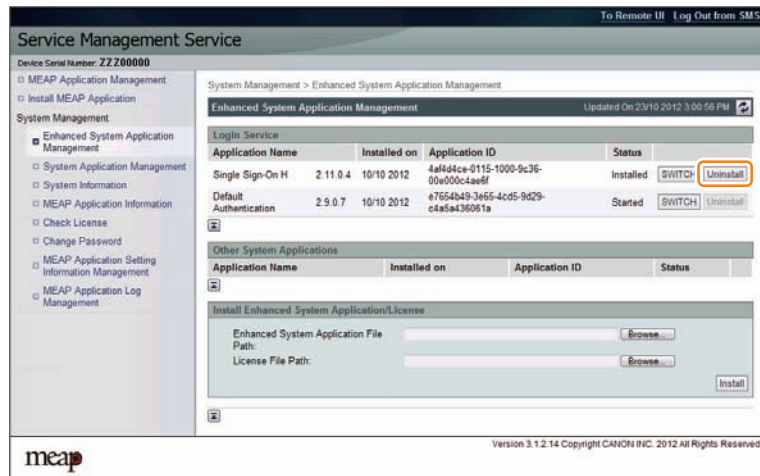 To Remote UI Log Out from SMS
Service Management Service
Device Serial Number: ZZZ00000
MEAP Application Management
Install MEAP Application
System Management
Enhanced System Application
Management
System Application Management
System Information
MEAP Application Information
Check License
Change Password
MEAP Application Setting
Information Management
MEAP Application Log
Management
System Management > Enhanced System Application Management
Enhanced System Application Management Updated On:23/10 2012 3:00:56 PM
Login Service
Application Name Installed on Application ID Status
Single Sign-On H 2.11.0.4 10/10 2012 4af4d4ce-0115-1000-9c36-
00e000c4ae6f Installed SWITCH Uninstall
Default
Authentication 2.9.0.7 10/10 2012 e7654b49-3e65-4cd5-9d29-
c4a5a436061a Started SWITCH Uninstall
Other System Applications
Application Name Installed on Application ID Status
Install Enhanced System Application/License
Enhanced System Application File
Path: Browse...
License File Path: Browse...
Install
Version 3.1.2.14 Copyright CANON INC. 2012 All Rights Reserved
meap